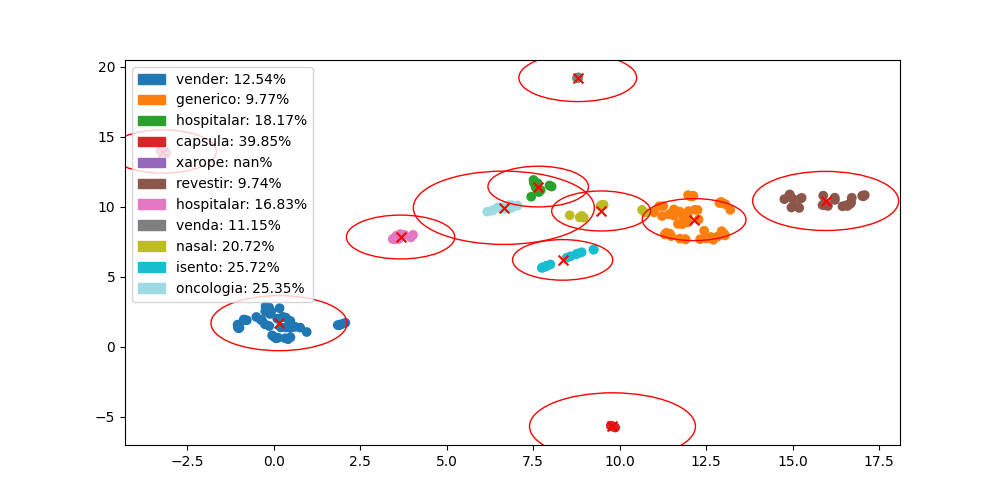 20
15
10
5
0
−5
vender: 12.54%
generico: 9.77%
hospitalar: 18.17%
capsula: 39.85%
xarope: nan%
revestir: 9.74%
hospitalar: 16.83%
venda: 11.15%
nasal: 20.72%
isento: 25.72%
oncologia: 25.35%
−2.5 0.0 2.5 5.0 7.5 10.0 12.5 15.0 17.5